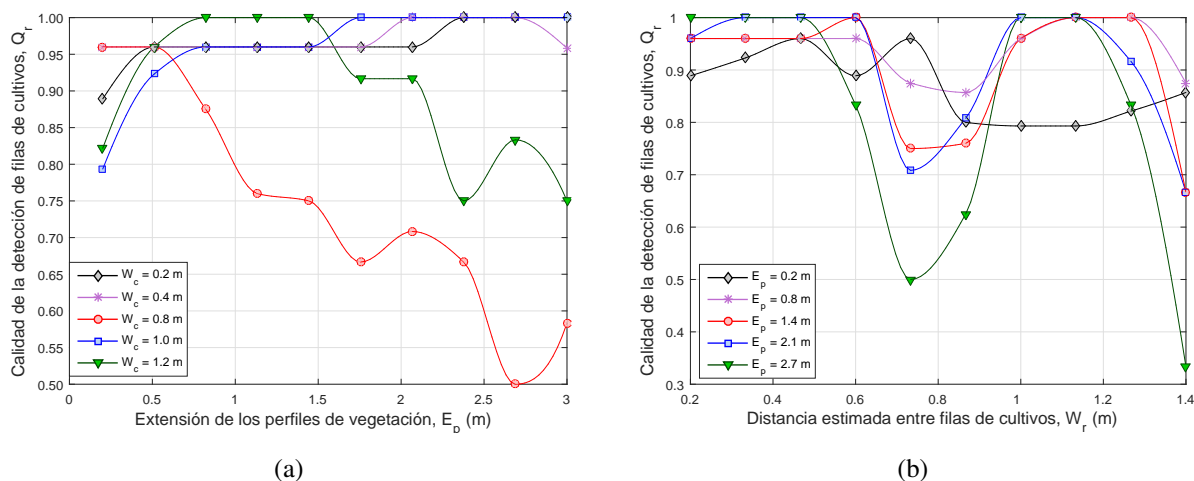 Calidad de la detección de filas de cultivos, Q_r
1.00
0.95
0.90
0.85
0.80
0.75
0.70
0.65
0.60
0.55
0.50
W_c = 0.2 m
W_c = 0.4 m
W_c = 0.8 m
W_c = 1.0 m
W_c = 1.2 m
0 0.5 1 1.5 2 2.5 3
Extensión de los perfiles de vegetación, E_p (m)
(a)
Calidad de la detección de filas de cultivos, Q_r
1.0
0.9
0.8
0.7
0.6
0.5
0.4
0.3
E_p = 0.2 m
E_p = 0.8 m
E_p = 1.4 m
E_p = 2.1 m
E_p = 2.7 m
0.2 0.4 0.6 0.8 1 1.2 1.4
Distancia estimada entre filas de cultivos, W_r (m)
(b)